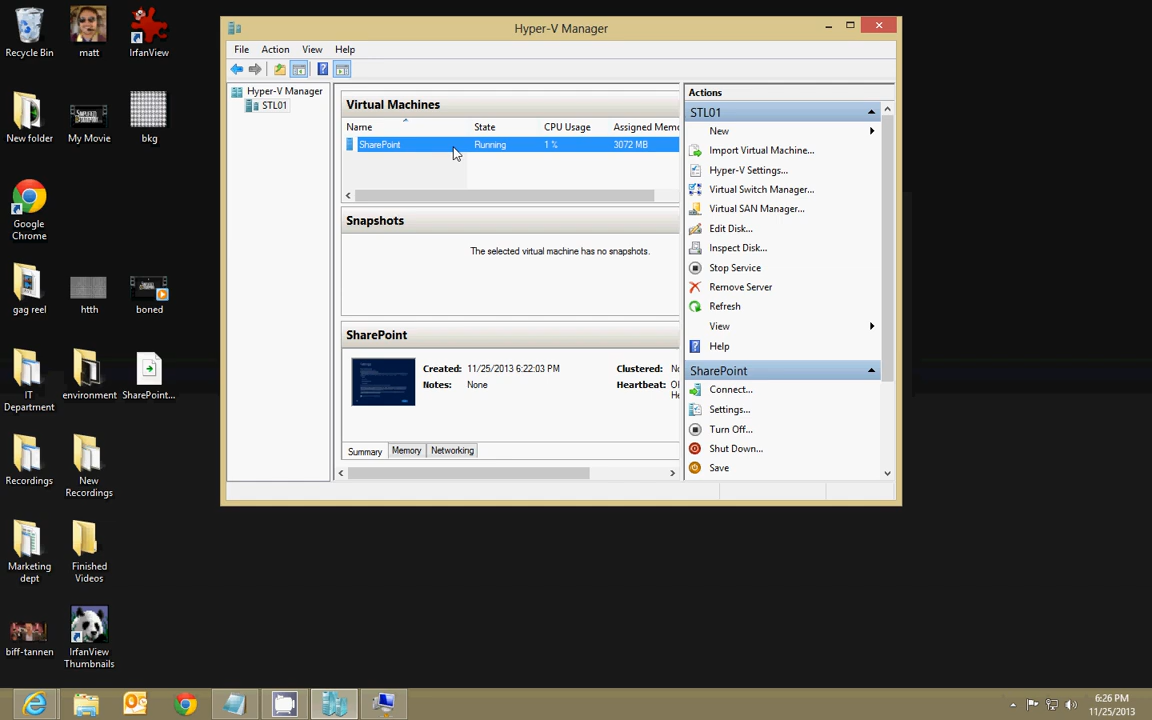 Recycle Bin
matt
IrfanView
New folder
My Movie
bkg
Google
Chrome
gag reel
htth
boned
IT
Department
environment
SharePoint...
Recordings
New
Recordings
Marketing
dept
Finished
Videos
biff-tannen
IrfanView
Thumbnails
Hyper-V Manager
File Action View Help
Hyper-V Manager
STL01
Virtual Machines
Name State CPU Usage Assigned Memo
SharePoint Running 1 % 3072 MB
Snapshots
The selected virtual machine has no snapshots.
SharePoint
Created: 11/25/2013 6:22:03 PM Clustered:
Notes: None Heartbeat:
Summary Memory Networking
Actions
STL01
New
Import Virtual Machine...
Hyper-V Settings...
Virtual Switch Manager...
Virtual SAN Manager...
Edit Disk...
Inspect Disk...
Stop Service
Remove Server
Refresh
View
Help
SharePoint
Connect...
Settings...
Turn Off...
Shut Down...
Save
6:26 PM
11/25/2013